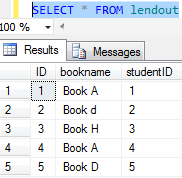 SELECT * FROM lendout
100 %
Results Messages
ID bookname studentID
1 1 Book A 1
2 2 Book d 2
3 3 Book H 3
4 4 Book A 4
5 5 Book D 5